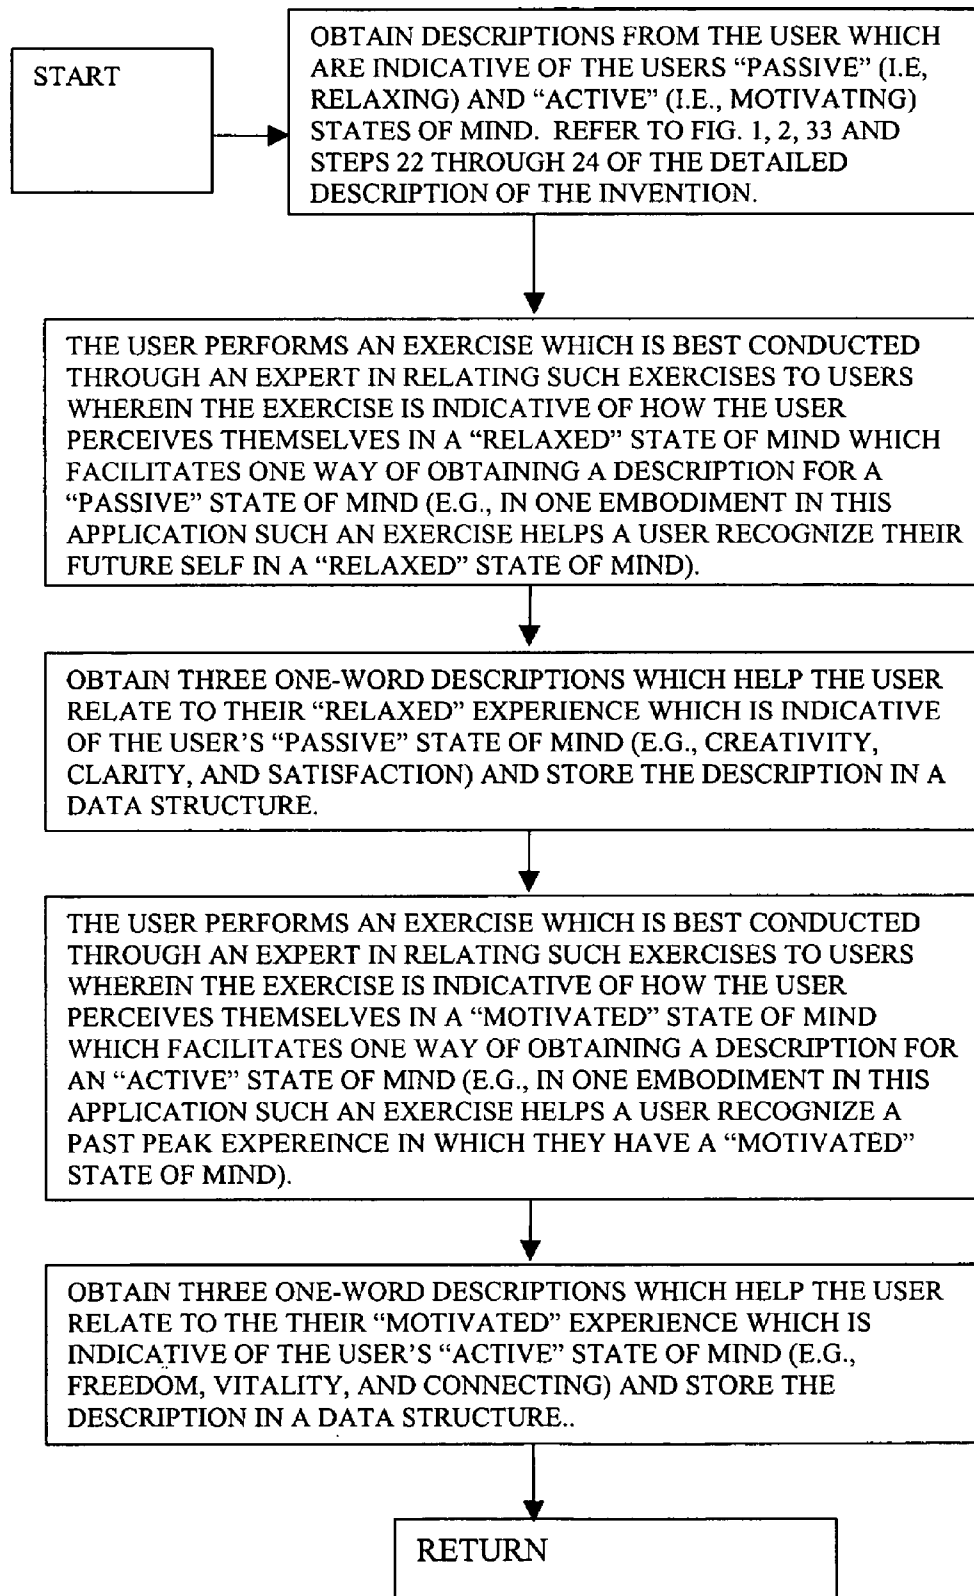 START
OBTAIN DESCRIPTIONS FROM THE USER WHICH
ARE INDICATIVE OF THE USERS “PASSIVE” (I.E,
RELAXING) AND “ACTIVE” (I.E., MOTIVATING)
STATES OF MIND. REFER TO FIG. 1, 2, 33 AND
STEPS 22 THROUGH 24 OF THE DETAILED
DESCRIPTION OF THE INVENTION.
THE USER PERFORMS AN EXERCISE WHICH IS BEST CONDUCTED
THROUGH AN EXPERT IN RELATING SUCH EXERCISES TO USERS
WHEREIN THE EXERCISE IS INDICATIVE OF HOW THE USER
PERCEIVES THEMSELVES IN A “RELAXED” STATE OF MIND WHICH
FACILITATES ONE WAY OF OBTAINING A DESCRIPTION FOR A
“PASSIVE” STATE OF MIND (E.G., IN ONE EMBODIMENT IN THIS
APPLICATION SUCH AN EXERCISE HELPS A USER RECOGNIZE THEIR
FUTURE SELF IN A “RELAXED” STATE OF MIND).
OBTAIN THREE ONE-WORD DESCRIPTIONS WHICH HELP THE USER
RELATE TO THEIR “RELAXED” EXPERIENCE WHICH IS INDICATIVE
OF THE USER’S “PASSIVE” STATE OF MIND (E.G., CREATIVITY,
CLARITY, AND SATISFACTION) AND STORE THE DESCRIPTION IN A
DATA STRUCTURE.
THE USER PERFORMS AN EXERCISE WHICH IS BEST CONDUCTED
THROUGH AN EXPERT IN RELATING SUCH EXERCISES TO USERS
WHEREIN THE EXERCISE IS INDICATIVE OF HOW THE USER
PERCEIVES THEMSELVES IN A “MOTIVATED” STATE OF MIND
WHICH FACILITATES ONE WAY OF OBTAINING A DESCRIPTION FOR
AN “ACTIVE” STATE OF MIND (E.G., IN ONE EMBODIMENT IN THIS
APPLICATION SUCH AN EXERCISE HELPS A USER RECOGNIZE A
PAST PEAK EXPEREINCE IN WHICH THEY HAVE A “MOTIVATED”
STATE OF MIND).
OBTAIN THREE ONE-WORD DESCRIPTIONS WHICH HELP THE USER
RELATE TO THE THEIR “MOTIVATED” EXPERIENCE WHICH IS
INDICATIVE OF THE USER’S “ACTIVE” STATE OF MIND (E.G.,
FREEDOM, VITALITY, AND CONNECTING) AND STORE THE
DESCRIPTION IN A DATA STRUCTURE..
RETURN